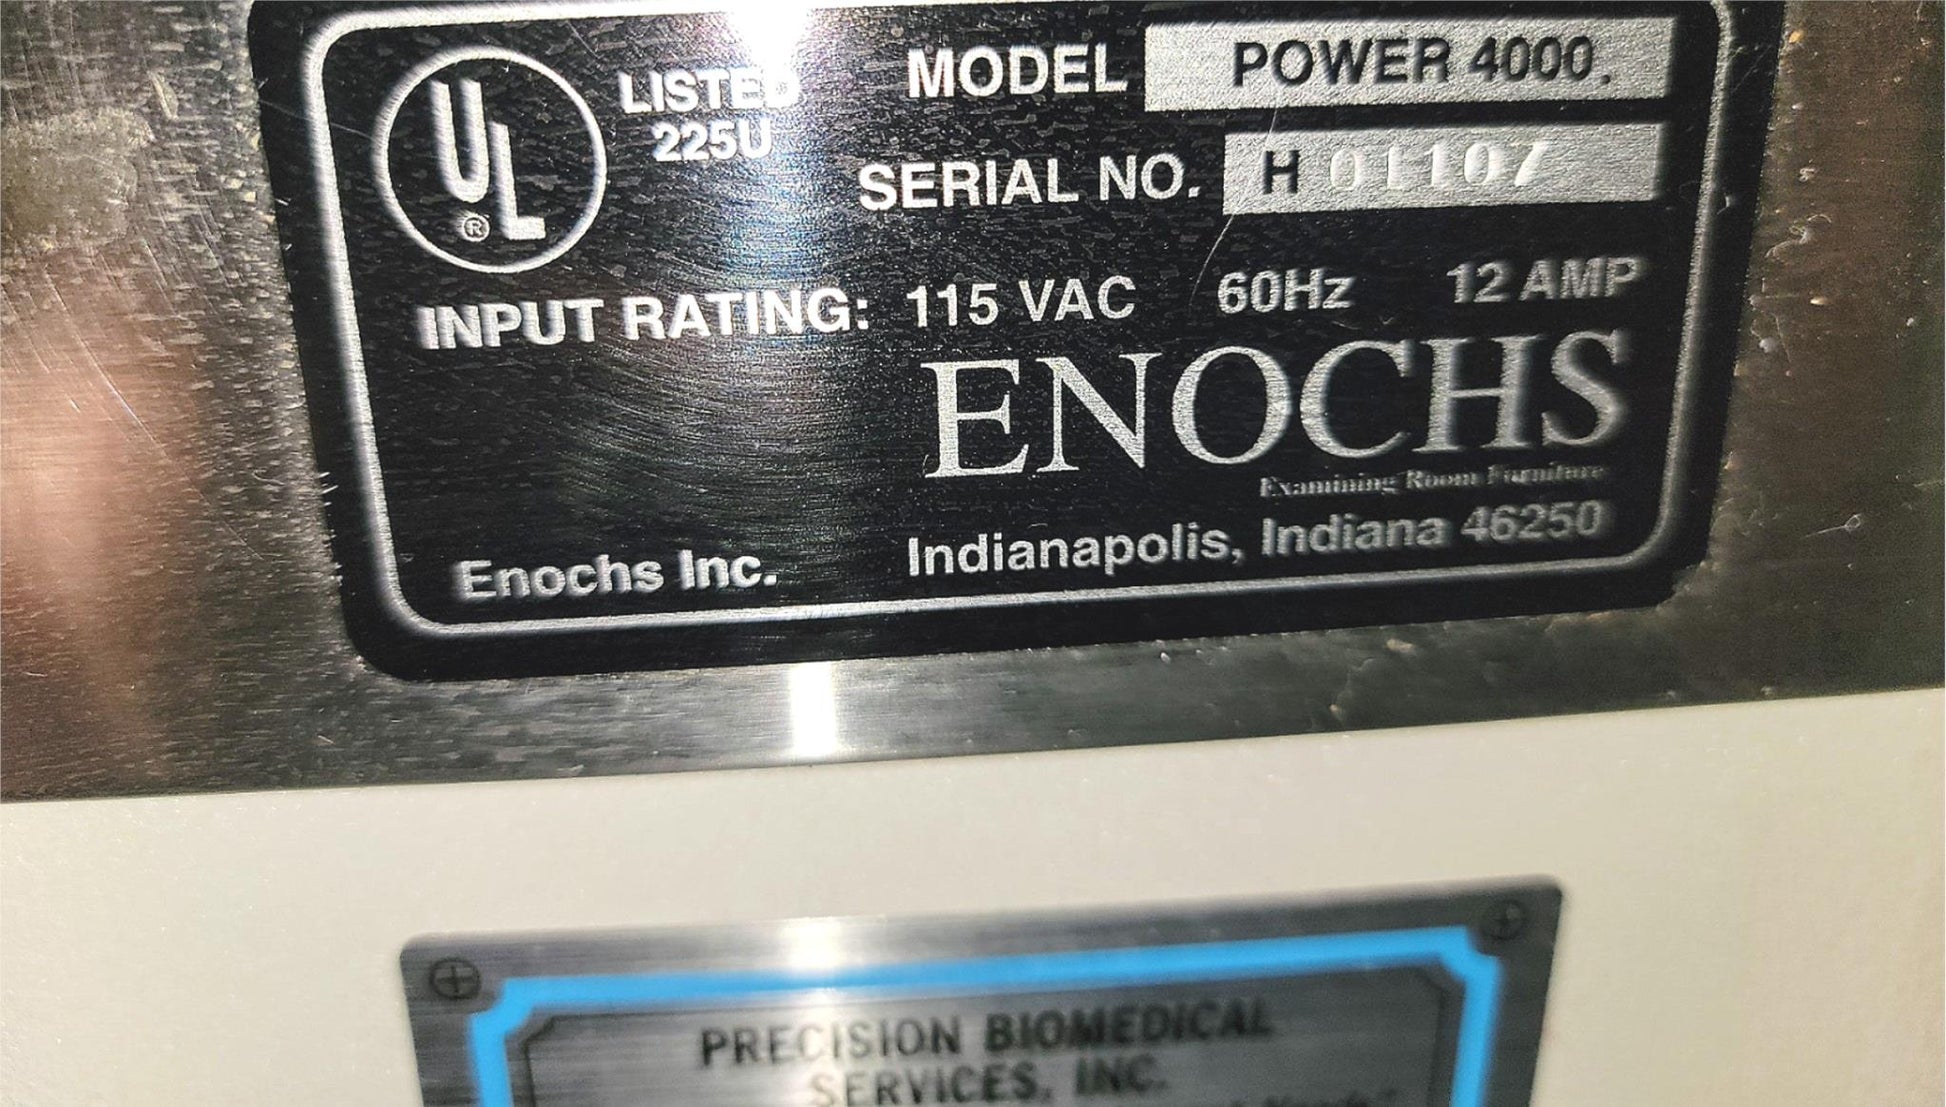 UL
®
LISTED
225U
MODEL POWER 4000.
SERIAL NO. H 01107
INPUT RATING: 115 VAC 60Hz 12 AMP
ENOCHS
Examining Room Furniture
Enochs Inc. Indianapolis, Indiana 46250
PRECISION BIOMEDICAL
SERVICES, INC.